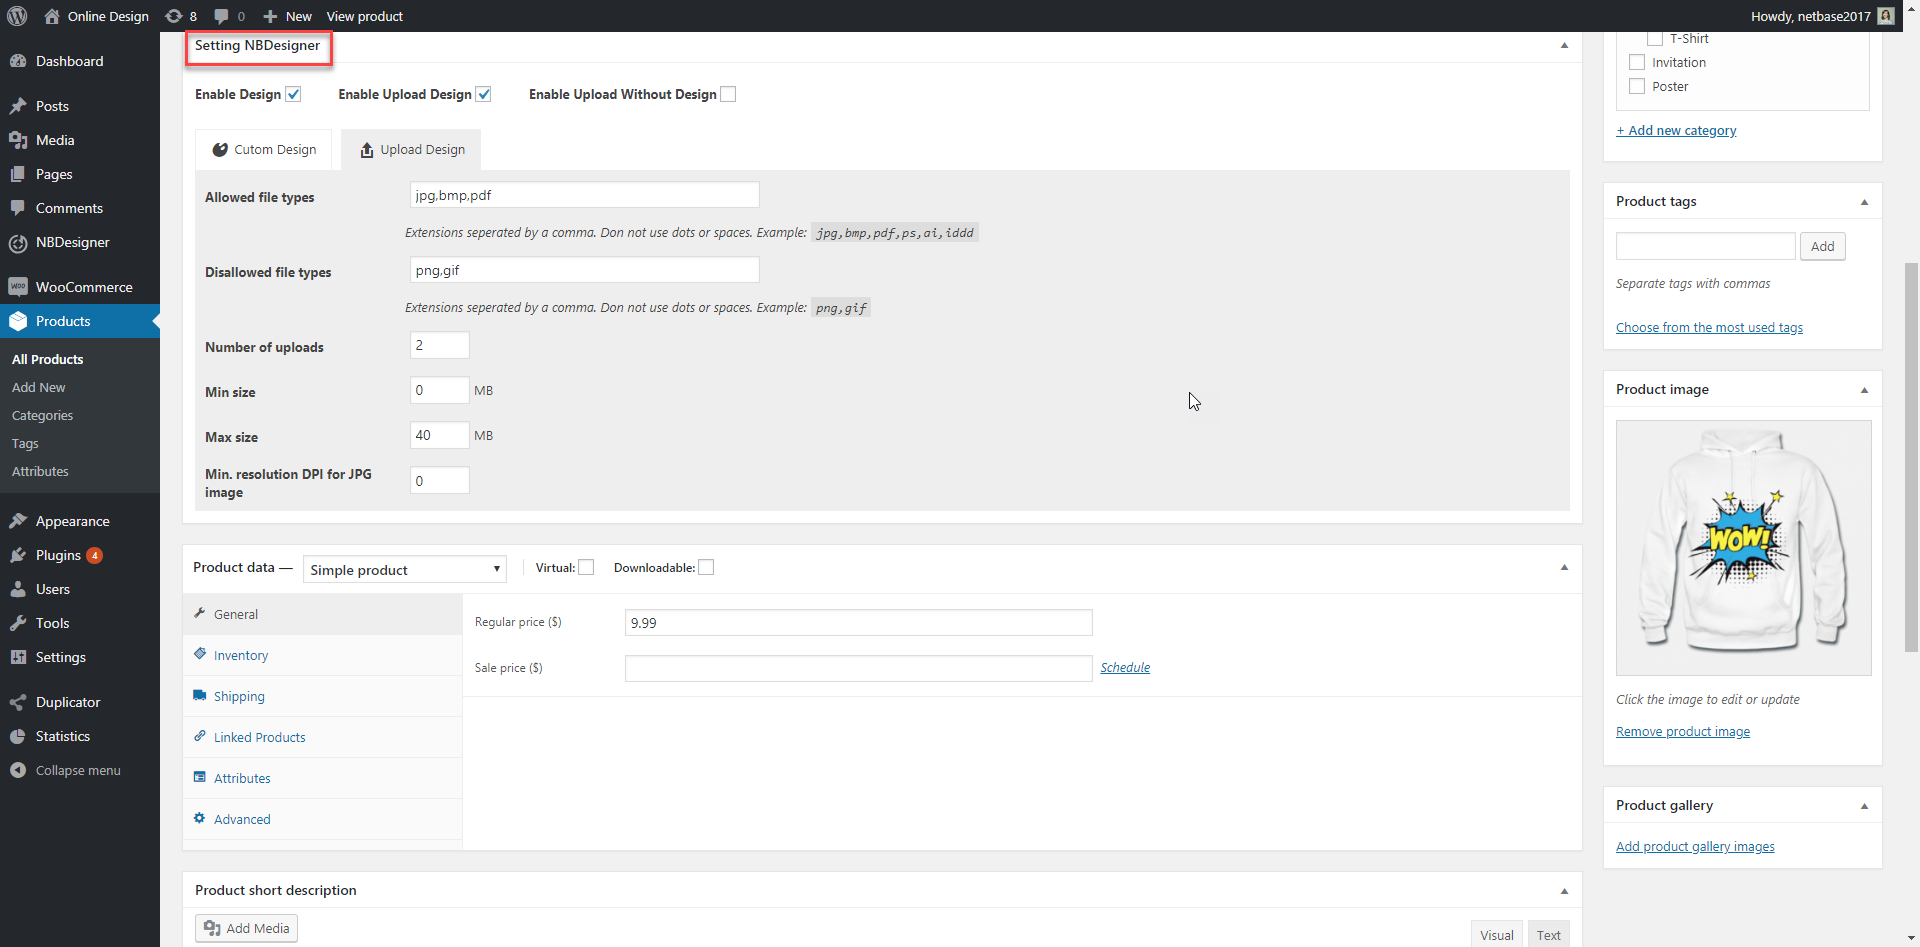 Online Design 8 0 New View product Howdy, netbase2017
Dashboard
Posts
Media
Pages
Comments
NBDesigner
WOO WooCommerce
Products
All Products
Add New
Categories
Tags
Attributes
Appearance
Plugins 4
Users
Tools
Settings
Duplicator
Statistics
Collapse menu
Setting NBDesigner
Enable Design Enable Upload Design Enable Upload Without Design
Cutom Design Upload Design
Allowed file types jpg,bmp,pdf
Extensions seperated by a comma. Don not use dots or spaces. Example: jpg,bmp,pdf,ps,ai,iddd
Disallowed file types png,gif
Extensions seperated by a comma. Don not use dots or spaces. Example: png,gif
Number of uploads 2
Min size 0 MB
Max size 40 MB
Min. resolution DPI for JPG
image
0
Product data — Simple product Virtual: Downloadable:
General
Inventory
Shipping
Linked Products
Attributes
Advanced
Regular price ($) 9.99
Sale price ($) Schedule
Product short description
Add Media
Visual Text
T-Shirt
Invitation
Poster
+ Add new category
Product tags
Add
Separate tags with commas
Choose from the most used tags
Product image
WOW!
Click the image to edit or update
Remove product image
Product gallery
Add product gallery images